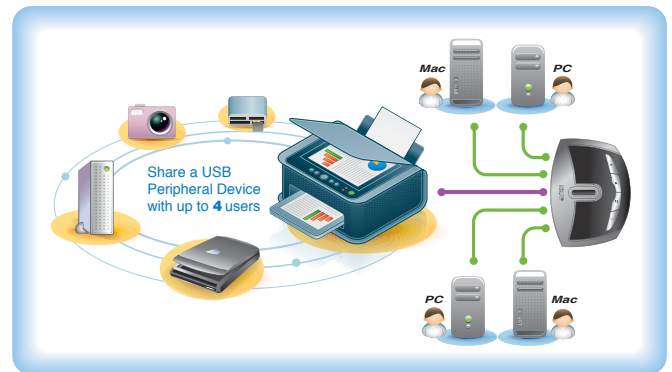 Mac
PC
Share a USB
Peripheral Device
with up to 4 users
PC
Mac